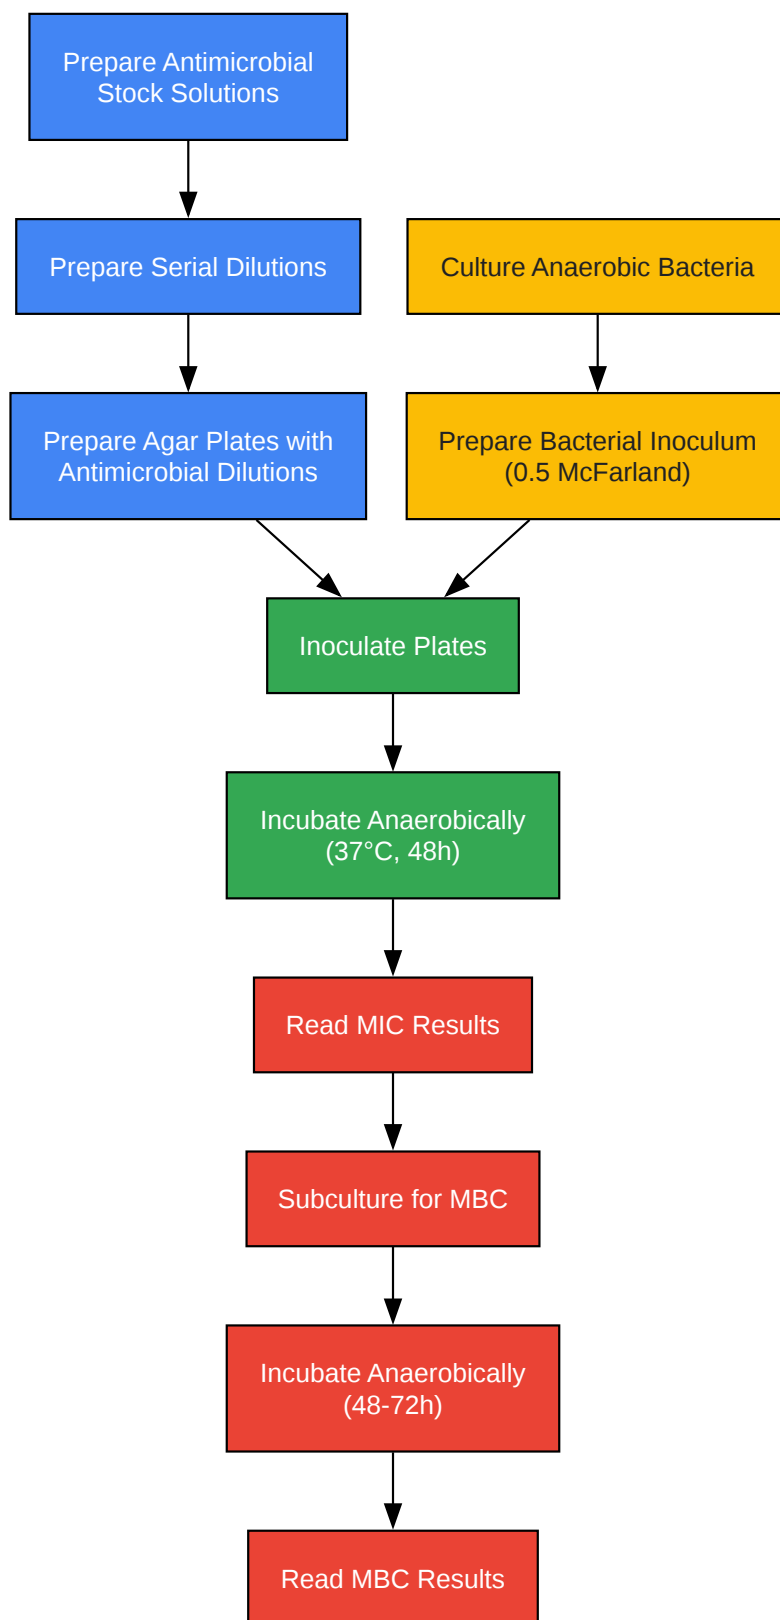 Prepare Antimicrobial
Stock Solutions
Prepare Serial Dilutions
Culture Anaerobic Bacteria
Prepare Agar Plates with
Antimicrobial Dilutions
Prepare Bacterial Inoculum
(0.5 McFarland)
Inoculate Plates
Incubate Anaerobically
(37°C, 48h)
Read MIC Results
Subculture for MBC
Incubate Anaerobically
(48-72h)
Read MBC Results